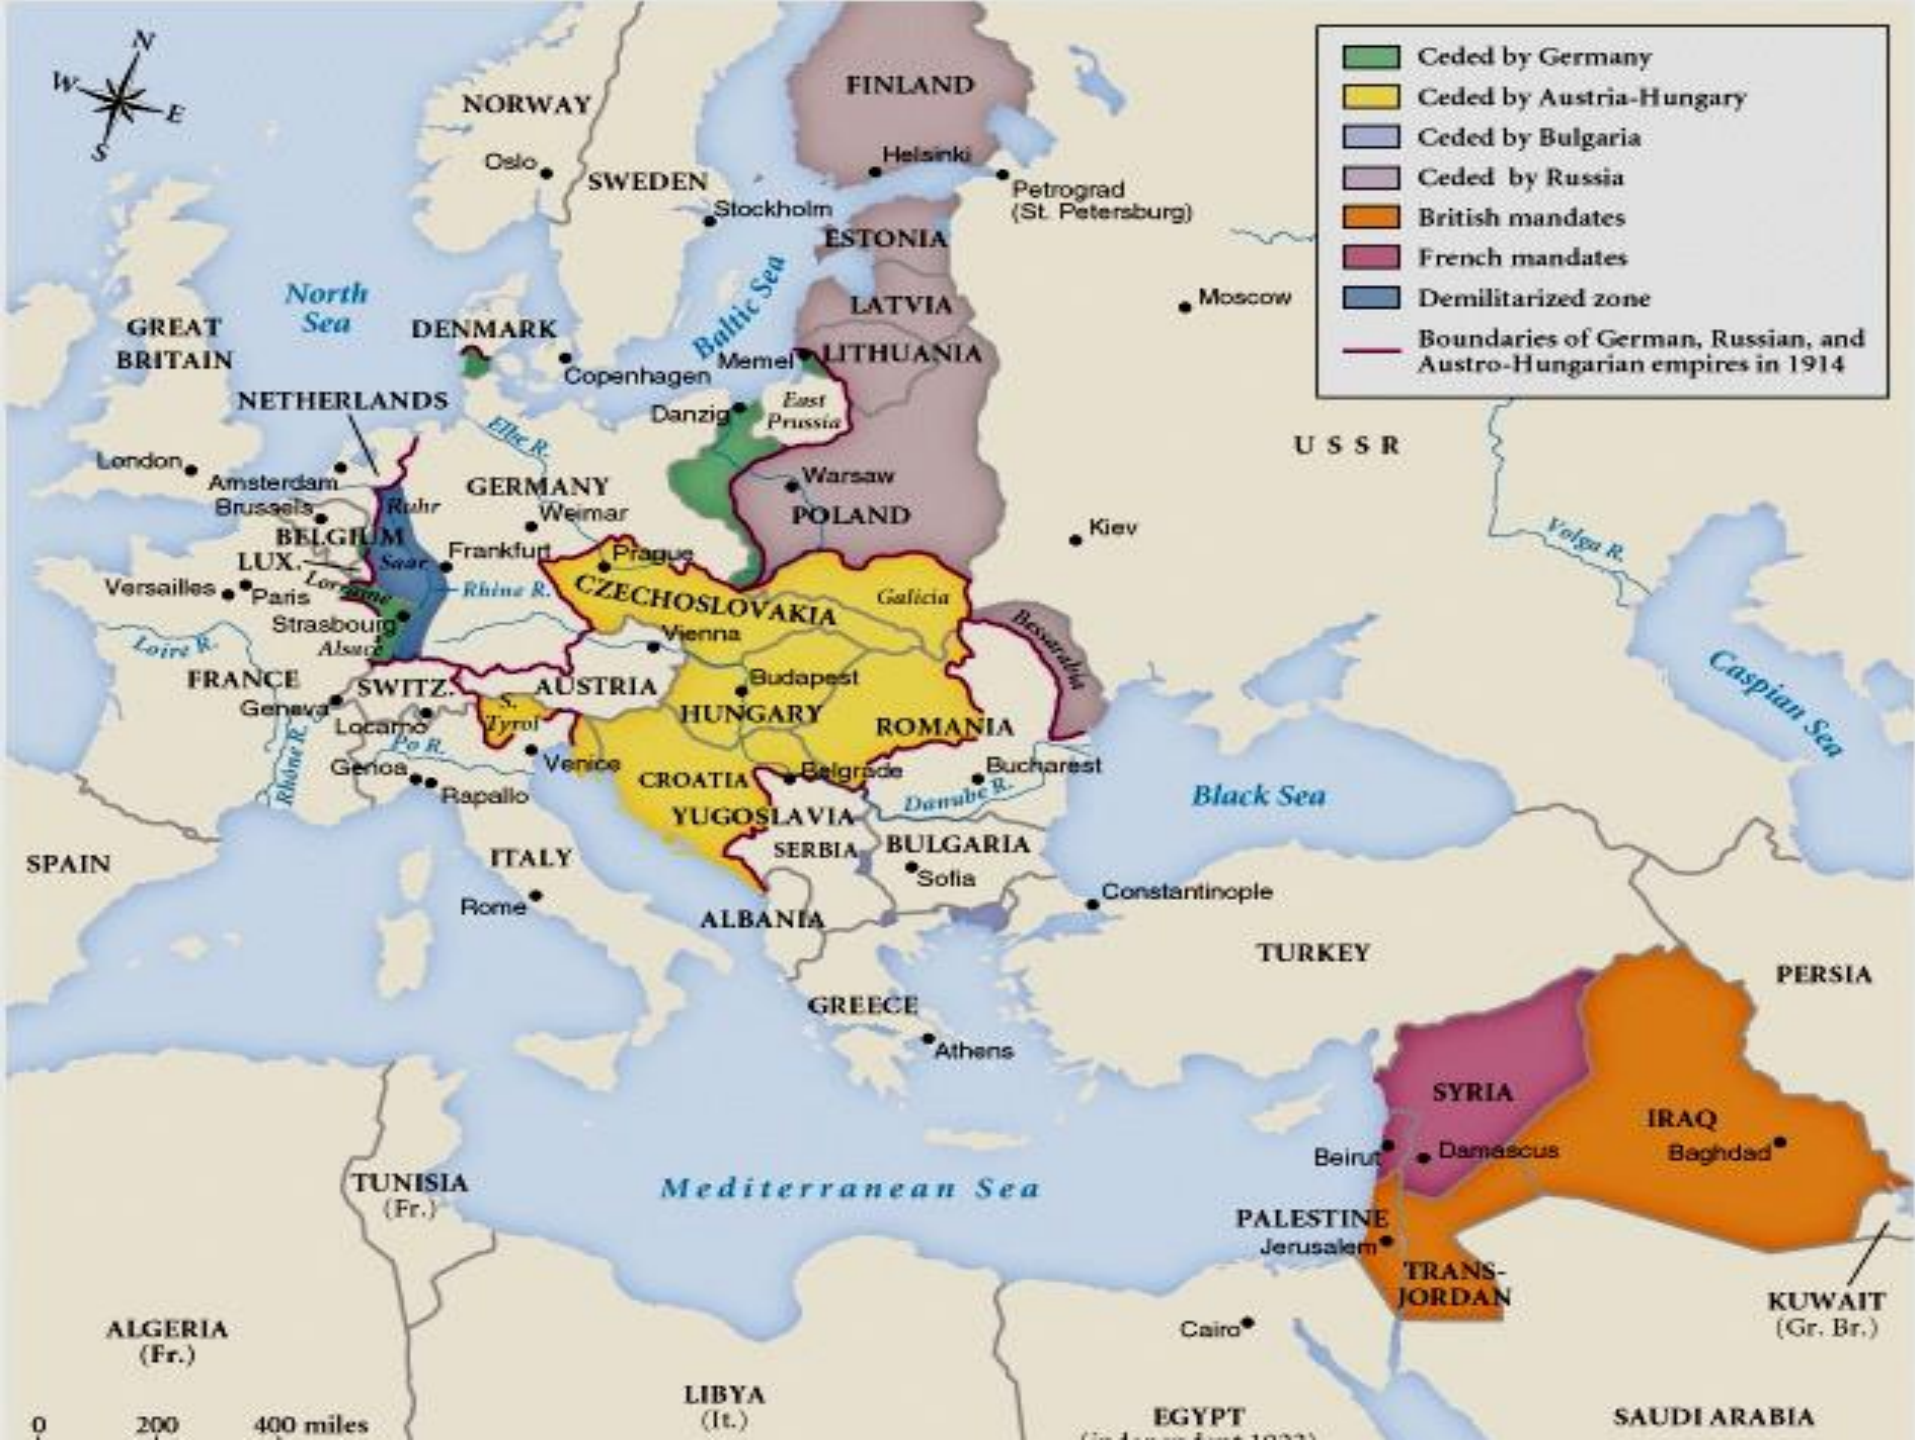 N
W
E
S
Ceded by Germany
Ceded by Austria-Hungary
Ceded by Bulgaria
Ceded by Russia
British mandates
French mandates
Demilitarized zone
Boundaries of German, Russian, and
Austro-Hungarian empires in 1914
FINLAND
NORWAY
Helsinki
Oslo
SWEDEN
Petrograd
(St. Petersburg)
Stockholm
ESTONIA
Baltic Sea
North
Sea
LATVIA
Moscow
GREAT
BRITAIN
DENMARK
Memel
LITHUANIA
Copenhagen
NETHERLANDS
Danzig
East
Prussia
Elbe R.
USSR
London
Amsterdam
GERMANY
Warsaw
Brussels
Ruhr
Weimar
POLAND
Kiev
Volga R.
BELGIUM
LUX.
Saar
Frankfurt
Prague
Versailles
Paris
Lorraine
Rhine R.
CZECHOSLOVAKIA
Galicia
Bessarabia
Strasbourg
Vienna
Loire R.
Alsace
FRANCE
SWITZ.
AUSTRIA
Budapest
Caspian Sea
Geneva
Locarno
S.
Tyrol
HUNGARY
ROMANIA
Rhône R.
Po R.
Genoa
Venice
CROATIA
Belgrade
Bucharest
Rapallo
Danube R.
Black Sea
YUGOSLAVIA
SPAIN
ITALY
SERBIA
BULGARIA
Sofia
Rome
ALBANIA
Constantinople
TURKEY
PERSIA
GREECE
Athens
SYRIA
IRAQ
Beirut
Damascus
Baghdad
TUNISIA
(Fr.)
Mediterranean Sea
PALESTINE
Jerusalem
TRANS-
JORDAN
KUWAIT
(Gr. Br.)
ALGERIA
(Fr.)
Cairo
LIBYA
(It.)
EGYPT
SAUDI ARABIA
0 200 400 miles